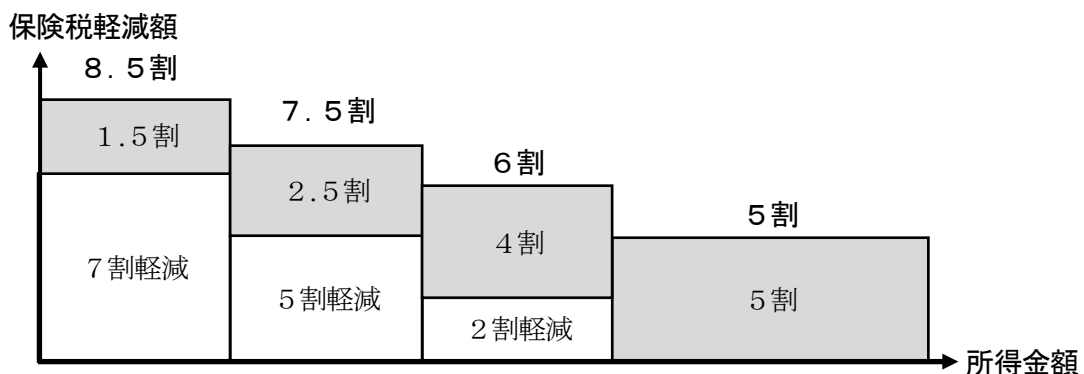 保険税軽減額
８．５割
７．５割
６割
５割
１.５割
２.５割
４割
５割
７割軽減
５割軽減
２割軽減
所得金額